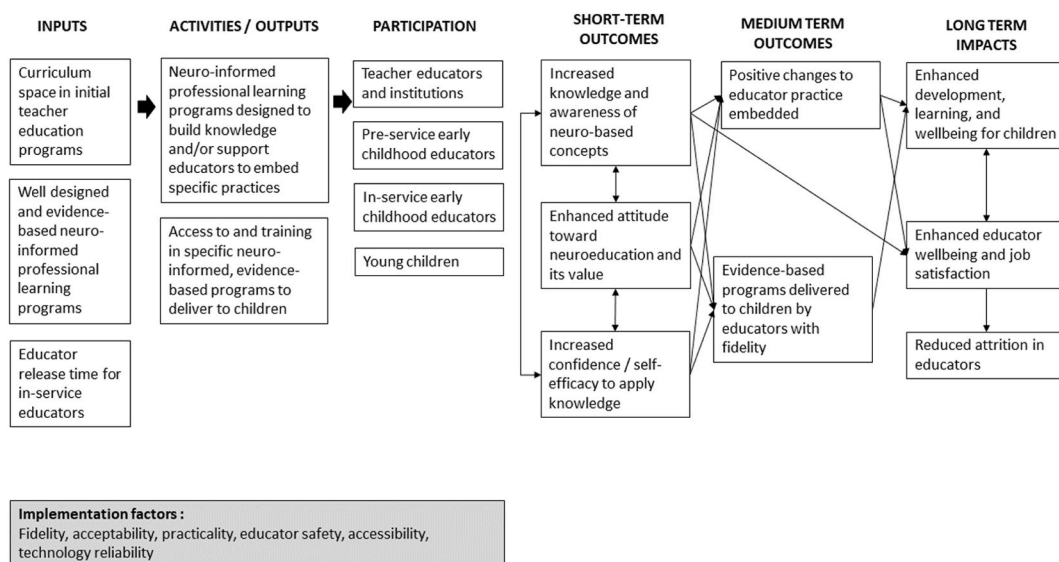 INPUTS
Curriculum
space in initial
teacher
education
programs
Well designed
and evidence-
based neuro-
informed
professional
learning
programs
Educator
release time for
in-service
educators
ACTIVITIES / OUTPUTS
Neuro-informed
professional learning
programs designed to
build knowledge
and/or support
educators to embed
specific practices
Access to and training
in specific neuro-
informed, evidence-
based programs to
deliver to children
PARTICIPATION
Teacher educators
and institutions
Pre-service early
childhood educators
In-service early
childhood educators
Young children
SHORT-TERM
OUTCOMES
Increased
knowledge and
awareness of
neuro-based
concepts
Enhanced attitude
toward
neuroeducation and
its value
Increased
confidence / self-
efficacy to apply
knowledge
MEDIUM TERM
OUTCOMES
Positive changes to
educator practice
embedded
Evidence-based
programs delivered
to children by
educators with
fidelity
LONG TERM
IMPACTS
Enhanced
development,
learning, and
wellbeing for children
Enhanced educator
wellbeing and job
satisfaction
Reduced attrition in
educators
Implementation factors :
Fidelity, acceptability, practicality, educator safety, accessibility,
technology reliability